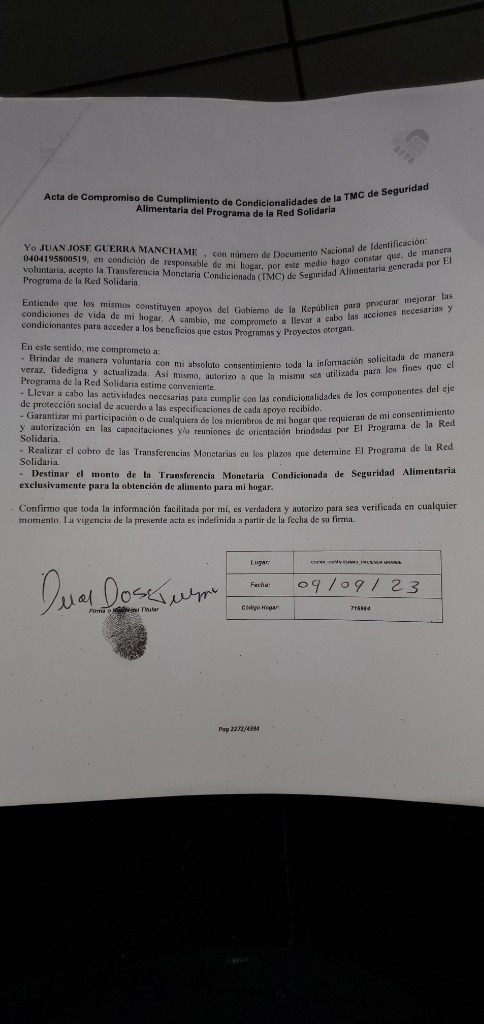 Acta de Compromiso de Cumplimiento de Condicionalidades de la TMC de Seguridad
Alimentaria del Programa de la Red Solidaria
Yo JUAN JOSE GUERRA MANCHAME , con número de Documento Nacional de Identificación:
0404195800519, en condición de responsable de mi hogar, por este medio hago constar que, de manera
voluntaria, acepto la Transferencia Monetaria Condicionada (TMC) de Seguridad Alimentaria generada por El
Programa de la Red Solidaria.
Entiendo que los mismos constituyen apoyos del Gobierno de la República para procurar mejorar las
condiciones de vida de mi hogar. A cambio, me comprometo a llevar a cabo las acciones necesarias y
condicionantes para acceder a los beneficios que estos Programas y Proyectos otorgan.
En este sentido, me comprometo a:
- Brindar de manera voluntaria con mi absoluto consentimiento toda la información solicitada de manera
veraz, fidedigna y actualizada. Así mismo, autorizo a que la misma sea utilizada para los fines que el
Programa de la Red Solidaria estime conveniente.
- Llevar a cabo las actividades necesarias para cumplir con las condicionalidades de los componentes del eje
de protección social de acuerdo a las especificaciones de cada apoyo recibido.
- Garantizar mi participación o de cualquiera de los miembros de mi hogar que requieran de mi consentimiento
y autorización en las capacitaciones y/o reuniones de orientación brindadas por El Programa de la Red
Solidaria.
- Realizar el cobro de las Transferencias Monetarias en los plazos que determine El Programa de la Red
Solidaria.
- Destinar el monto de la Transferencia Monetaria Condicionada de Seguridad Alimentaria
exclusivamente para la obtención de alimento para mi hogar.
Confirmo que toda la información facilitada por mí, es verdadera y autorizo para sea verificada en cualquier
momento. La vigencia de la presente acta es indefinida a partir de la fecha de su firma.
Lugar:
Fecha: 09/09/23
Firma o Huella del Titular
Código Hogar: 716984
Pag 2272/4394